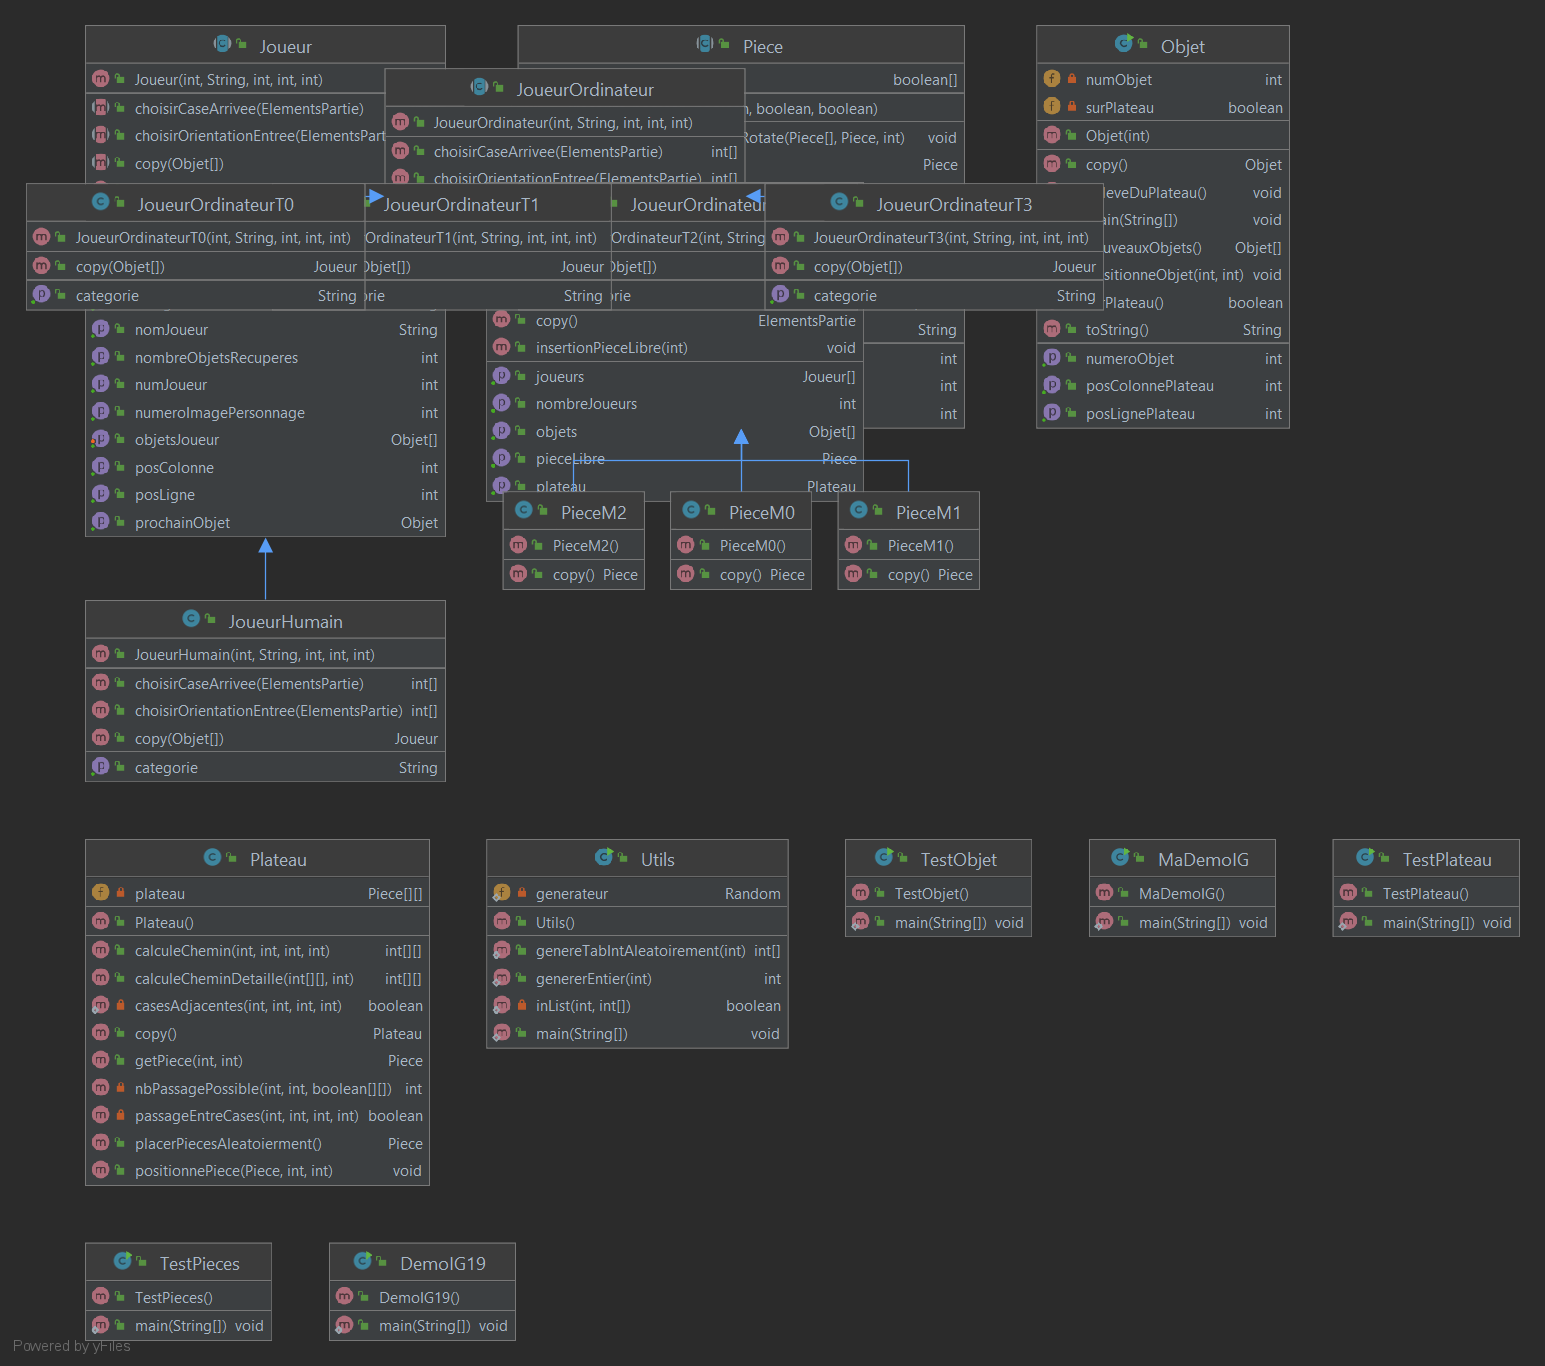 Joueur
Joueur(int, String, int, int, int)
choisirCaseArrivee(ElementsPartie)
choisirOrientationEntree(ElementsPart
copy(Objet[])
Piece
boolean[]
, boolean, boolean)
Rotate(Piece[], Piece, int) void
Piece
Objet
numObjet int
surPlateau boolean
Objet(int)
copy() Objet
leveDuPlateau() void
ain(String[]) void
uveauxObjets() Objet[]
sitionneObjet(int, int) void
Plateau() boolean
toString() String
numeroObjet int
posColonnePlateau int
posLignePlateau int
JoueurOrdinateur
JoueurOrdinateur(int, String, int, int, int)
choisirCaseArrivee(ElementsPartie) int[]
choisirOrientationEntree(ElementsPartie) int[]
JoueurOrdinateurT0
JoueurOrdinateurT0(int, String, int, int, int)
copy(Objet[]) Joueur
categorie String
JoueurOrdinateurT1
OrdinateurT1(int, String, int, int, int)
Objet[]) Joueur
rie String
JoueurOrdinateur
OrdinateurT2(int, String
Objet[])
rie
JoueurOrdinateurT3
JoueurOrdinateurT3(int, String, int, int, int)
copy(Objet[]) Joueur
categorie String
nomJoueur String
nombreObjetsRecuperes int
numJoueur int
numeroImagePersonnage int
objetsJoueur Objet[]
posColonne int
posLigne int
prochainObjet Objet
copy() ElementsPartie
insertionPieceLibre(int) void
joueurs Joueur[]
nombreJoueurs int
objets Objet[]
pieceLibre Piece
plateau Plateau
String
int
int
int
PieceM2
PieceM2()
copy() Piece
PieceM0
PieceM0()
copy() Piece
PieceM1
PieceM1()
copy() Piece
JoueurHumain
JoueurHumain(int, String, int, int, int)
choisirCaseArrivee(ElementsPartie) int[]
choisirOrientationEntree(ElementsPartie) int[]
copy(Objet[]) Joueur
categorie String
Plateau
plateau Piece[][]
Plateau()
calculeChemin(int, int, int, int) int[][]
calculeCheminDetaille(int[][], int) int[][]
casesAdjacentes(int, int, int, int) boolean
copy() Plateau
getPiece(int, int) Piece
nbPassagePossible(int, int, boolean[][]) int
passageEntreCases(int, int, int, int) boolean
placerPiecesAleatoierment() Piece
positionnePiece(Piece, int, int) void
Utils
generateur Random
Utils()
genereTabIntAleatoirement(int) int[]
genererEntier(int) int
inList(int, int[]) boolean
main(String[]) void
TestObjet
TestObjet()
main(String[]) void
MaDemoIG
MaDemoIG()
main(String[]) void
TestPlateau
TestPlateau()
main(String[]) void
TestPieces
TestPieces()
main(String[]) void
DemoIG19
DemoIG19()
main(String[]) void
Powered by yFiles